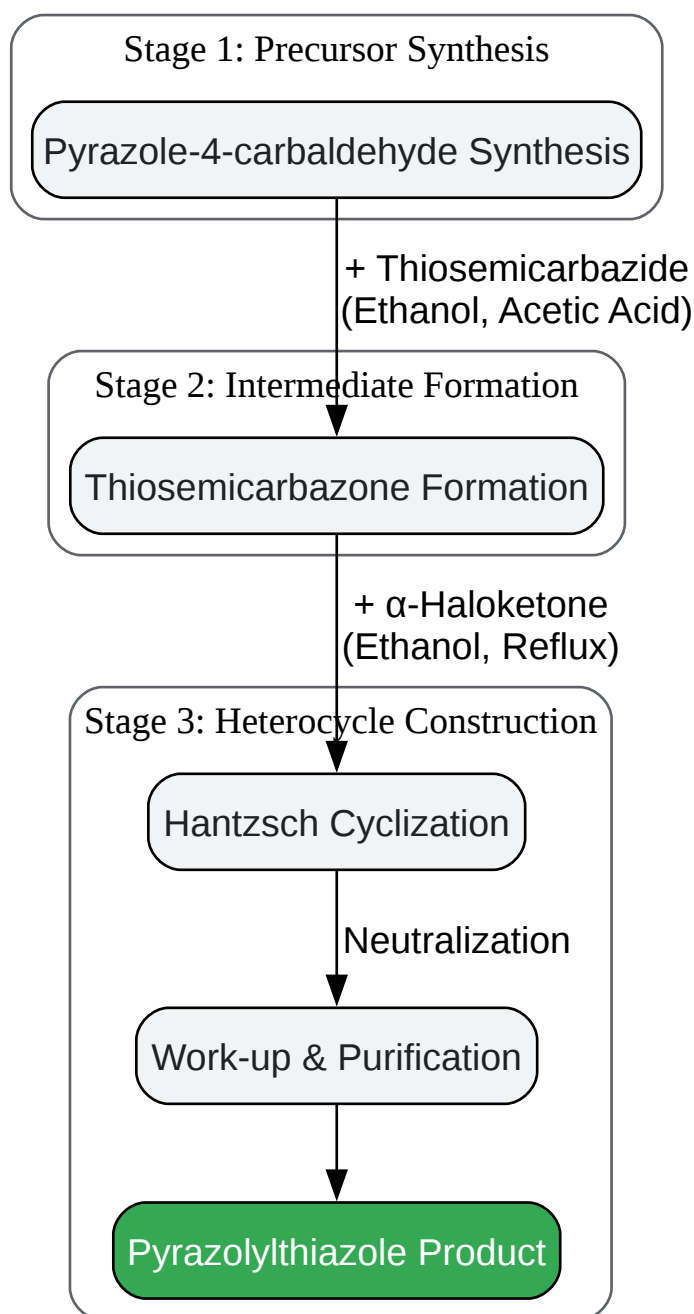 Stage 1: Precursor Synthesis
Pyrazole-4-carbaldehyde Synthesis
+ Thiosemicarbazide
(Ethanol, Acetic Acid)
Stage 2: Intermediate Formation
Thiosemicarbazone Formation
+ α-Haloketone
(Ethanol, Reflux)
Stage 3: Heterocycle Construction
Hantzsch Cyclization
Neutralization
Work-up & Purification
Pyrazolylthiazole Product